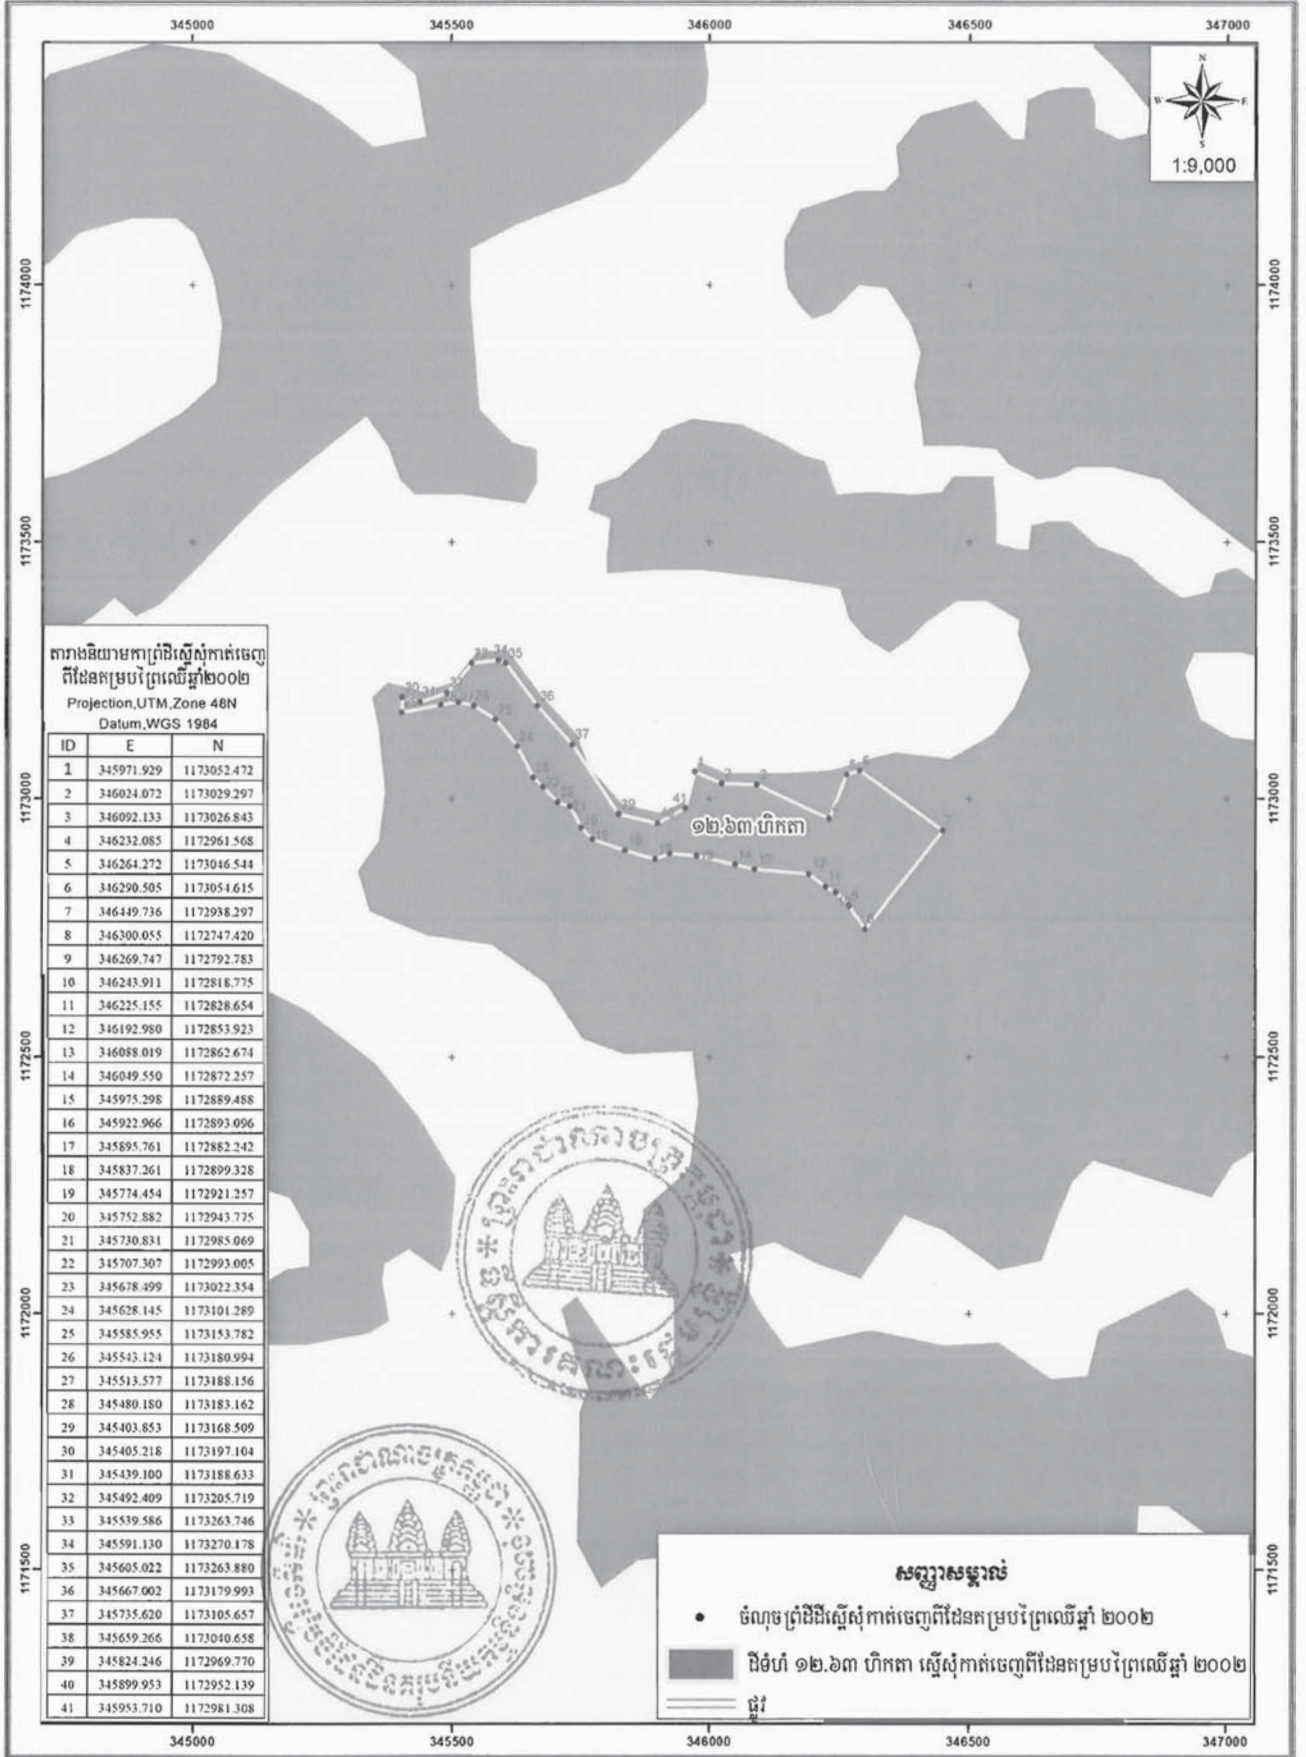 345000 345500 346000 346500 347000
N
W E
S
1:9,000
1174000 1174000
1173500 1173500
1173000 1173000
1172500 1172500
1172000 1172000
1171500 1171500
តារាងនិយាមកាព្រំដីស្នើសុំកាត់ចេញ
ពីដែនគម្របព្រៃឈើឆ្នាំ២០០២
Projection,UTM,Zone 48N
Datum,WGS 1984
ID E N
1 345971.929 1173052.472
2 346024.072 1173029.297
3 346092.133 1173026.843
4 346232.085 1172961.568
5 346264.272 1173046.544
6 346290.505 1173054.615
7 346449.736 1172938.297
8 346300.055 1172747.420
9 346269.747 1172792.783
10 346243.911 1172818.775
11 346225.155 1172828.654
12 346192.980 1172853.923
13 346088.019 1172862.674
14 346049.550 1172872.257
15 345975.298 1172889.488
16 345922.966 1172893.096
17 345895.761 1172882.242
18 345837.261 1172899.328
19 345774.454 1172921.257
20 345752.882 1172943.775
21 345730.831 1172985.069
22 345707.307 1172993.005
23 345678.499 1173022.354
24 345628.145 1173101.289
25 345585.955 1173153.782
26 345543.124 1173180.994
27 345513.577 1173188.156
28 345480.180 1173183.162
29 345403.853 1173168.509
30 345405.218 1173197.104
31 345439.100 1173188.633
32 345492.409 1173205.719
33 345539.586 1173263.746
34 345591.130 1173270.178
35 345605.022 1173263.880
36 345667.002 1173179.993
37 345735.620 1173105.657
38 345659.266 1173040.658
39 345824.246 1172969.770
40 345899.953 1172952.139
41 345953.710 1172981.308
១២.៦៣ ហិកតា
សញ្ញាសម្គាល់
ចំណុចព្រំដីដីស្នើសុំកាត់ចេញពីដែនគម្របព្រៃឈើឆ្នាំ ២០០២
ដីទំហំ ១២.៦៣ ហិកតា ស្នើសុំកាត់ចេញពីដែនគម្របព្រៃឈើឆ្នាំ ២០០២
ផ្លូវ
345000 345500 346000 346500 347000